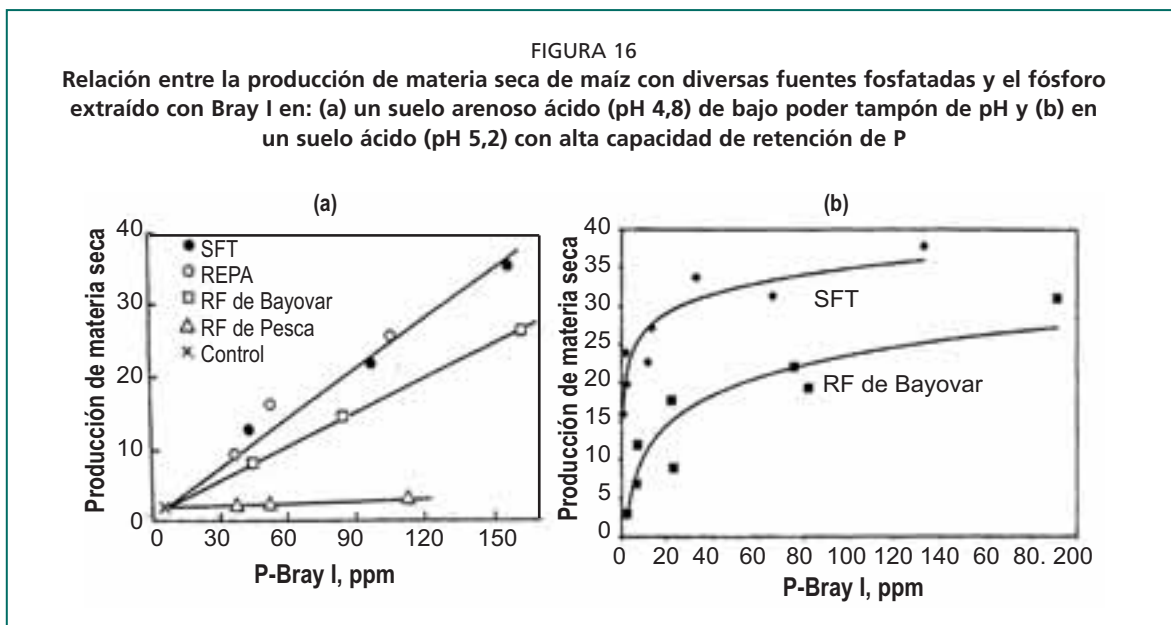 FIGURA 16
Relación entre la producción de materia seca de maíz con diversas fuentes fosfatadas y el fósforo
extraído con Bray I en: (a) un suelo arenoso ácido (pH 4,8) de bajo poder tampón de pH y (b) en
un suelo ácido (pH 5,2) con alta capacidad de retención de P
(a)
Producción de materia seca
40
30
20
10
0
SFT
REPA
RF de Bayovar
RF de Pesca
Control
0 30 60 90 120 150
P-Bray I, ppm
(b)
Producción de materia seca
40
35
30
25
20
15
10
5
0
SFT
RF de Bayovar
0 20 40 60 80 100 120 140 60 80. 200
P-Bray I, ppm